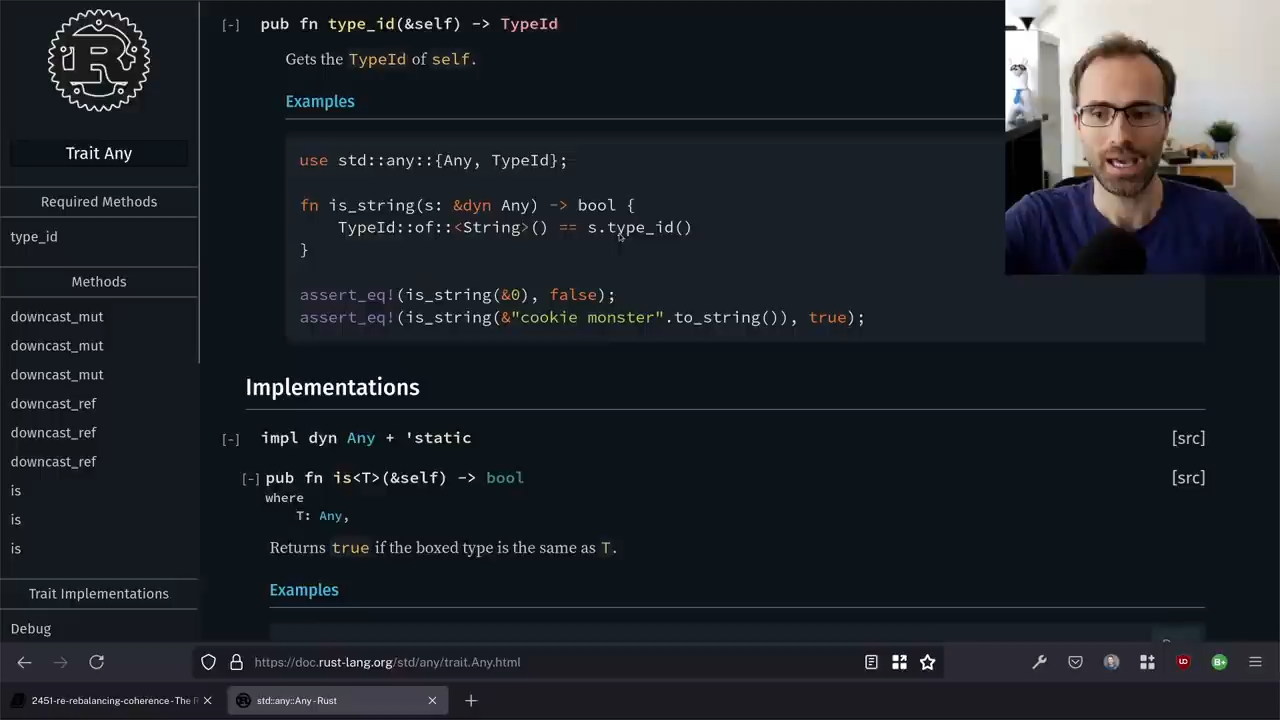 R
Trait Any
Required Methods
type_id
Methods
downcast_mut
downcast_mut
downcast_mut
downcast_ref
downcast_ref
downcast_ref
is
is
is
Trait Implementations
Debug
[-] pub fn type_id(&self) -> TypeId
Gets the TypeId of self.
Examples
use std::any::{Any, TypeId};
fn is_string(s: &dyn Any) -> bool {
TypeId::of::<String>() == s.type_id()
}
assert_eq!(is_string(&0), false);
assert_eq!(is_string(&"cookie monster".to_string()), true);
Implementations
[-] impl dyn Any + 'static [src]
[-] pub fn is<T>(&self) -> bool [src]
where
T: Any,
Returns true if the boxed type is the same as T.
Examples
https://doc.rust-lang.org/std/any/trait.Any.html
2451-re-rebalancing-coherence - The R
std::any::Any - Rust